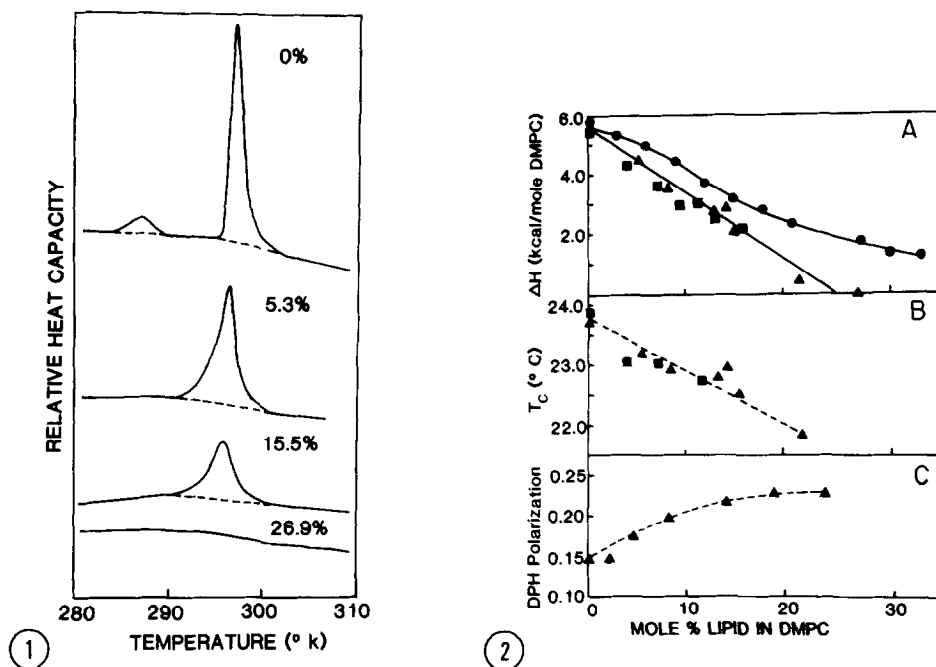 0%
5.3%
15.5%
26.9%
RELATIVE HEAT CAPACITY
280 290 300 310
TEMPERATURE (° k)
1
A
6.0
4.0
2.0
ΔH (kcal/mole DMPC)
B
24.0
23.0
22.0
Tc (° C)
C
0.25
0.20
0.15
0.10
DPH Polarization
0 10 20 30
MOLE % LIPID IN DMPC
2